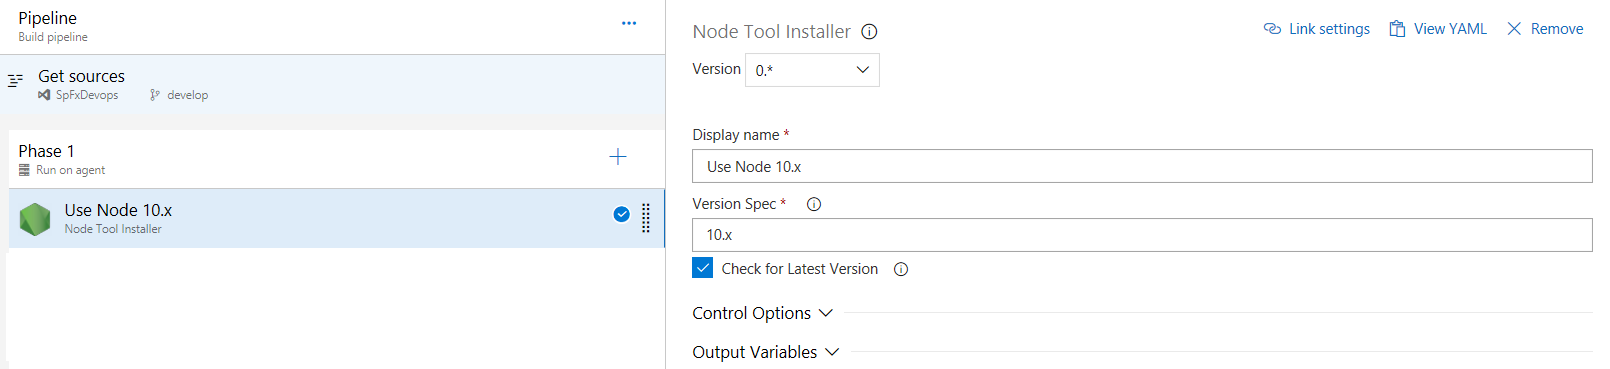 Pipeline
Build pipeline
Get sources
SpFxDevops develop
Phase 1
Run on agent
Use Node 10.x
Node Tool Installer
Node Tool Installer
Link settings View YAML Remove
Version 0.*
Display name *
Use Node 10.x
Version Spec *
10.x
Check for Latest Version
Control Options
Output Variables